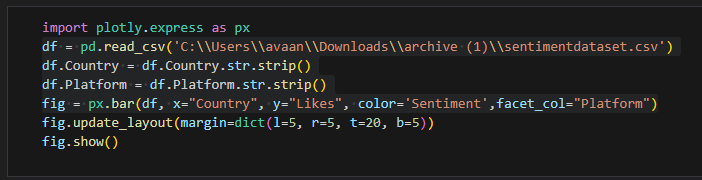 import plotly.express as px
df = pd.read_csv('C:\\Users\\avaan\\Downloads\\archive (1)\\sentimentdataset.csv')
df.Country = df.Country.str.strip()
df.Platform = df.Platform.str.strip()
fig = px.bar(df, x="Country", y="Likes", color='Sentiment',facet_col="Platform")
fig.update_layout(margin=dict(l=5, r=5, t=20, b=5))
fig.show()